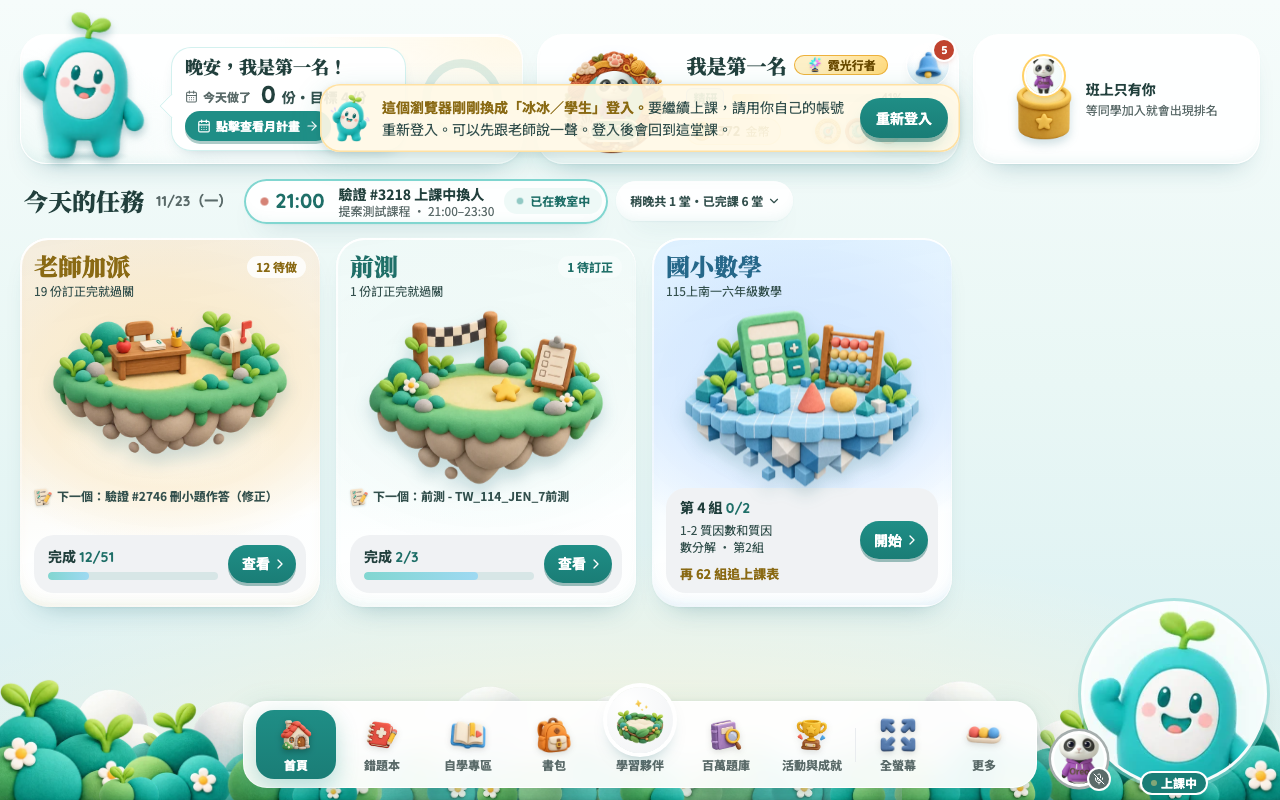 晚安，我是第一名！
今天做了 0 份・目
點擊查看月計畫
我是第一名
霓光行者
5
班上只有你
等同學加入就會出現排名
這個瀏覽器剛剛換成「冰冰／學生」登入。要繼續上課，請用你自己的帳號
重新登入。可以先跟老師說一聲。登入後會回到這堂課。
重新登入
今天的任務
11/23（一）
21:00
驗證 #3218 上課中換人
提案測試課程 ・ 21:00–23:30
已在教室中
稍晚共 1 堂・已完課 6 堂
老師加派
12 待做
19 份訂正完就過關
下一個：驗證 #2746 刪小題作答（修正）
完成 12/51
查看
前測
1 待訂正
1 份訂正完就過關
下一個：前測 - TW_114_JEN_7前測
完成 2/3
查看
國小數學
115上南一六年級數學
第 4 組 0/2
1-2 質因數和質因
數分解 ・ 第2組
再 62 組追上課表
開始
首頁
錯題本
自學專區
書包
學習夥伴
百萬題庫
活動與成就
全螢幕
更多
上課中